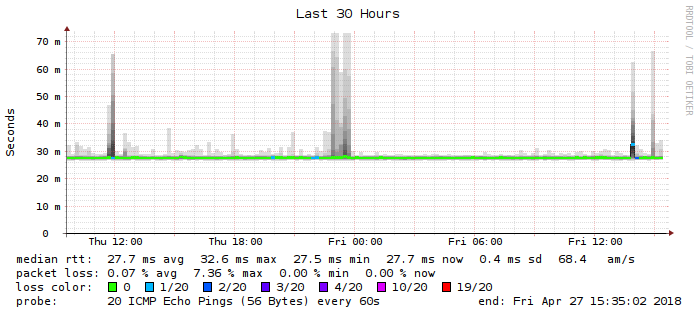 Last 30 Hours
RRDTOOL / TOBI OETIKER
Seconds
70 m
60 m
50 m
40 m
30 m
20 m
10 m
0
Thu 12:00 Thu 18:00 Fri 00:00 Fri 06:00 Fri 12:00
median rtt: 27.7 ms avg 32.6 ms max 27.5 ms min 27.7 ms now 0.4 ms sd 68.4 am/s
packet loss: 0.07 % avg 7.36 % max 0.00 % min 0.00 % now
loss color: 0 1/20 2/20 3/20 4/20 10/20 19/20
probe: 20 ICMP Echo Pings (56 Bytes) every 60s end: Fri Apr 27 15:35:02 2018